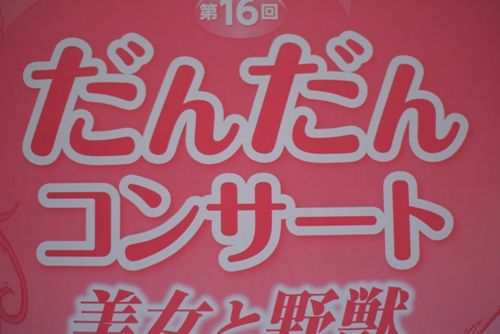 第16回
だんだん
コンサート
美女と野獣